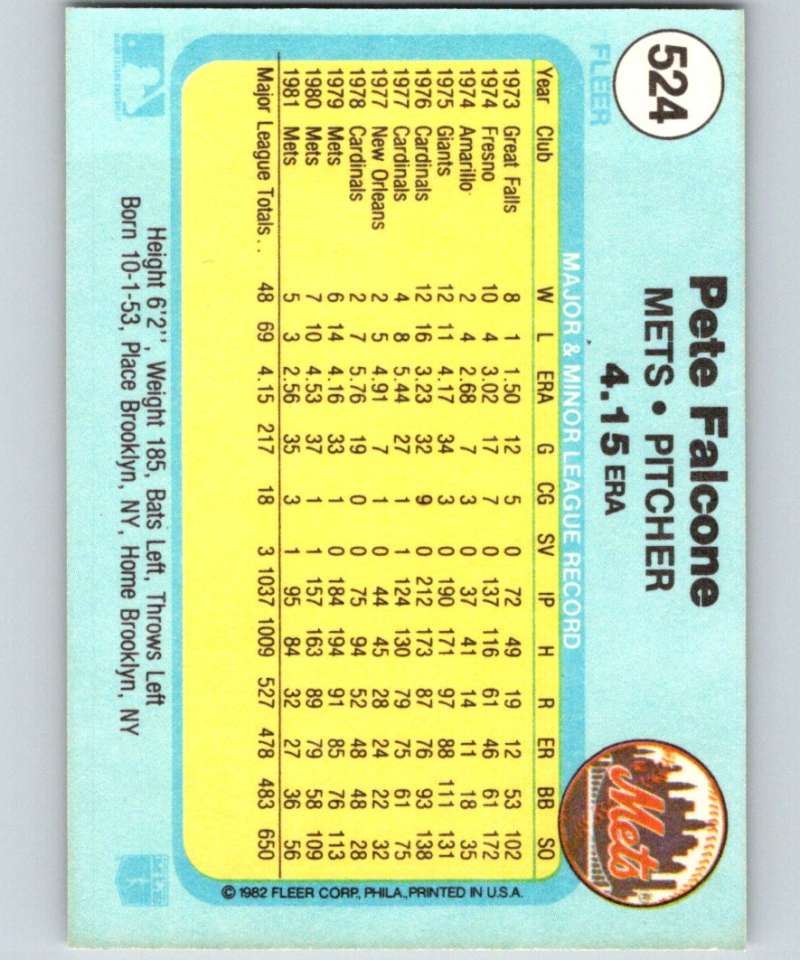 524
FLEER
Pete Falcone
METS • PITCHER
4.15 ERA
Mets
MAJOR & MINOR LEAGUE RECORD
Year Club W L ERA G CG SV IP H R ER BB SO
1973 Great Falls 8 1 1.50 12 5 0 72 49 19 12 53 102
1974 Fresno 10 4 3.02 17 7 0 137 116 61 46 61 172
1974 Amarillo 2 4 2.68 7 3 0 37 41 14 11 18 35
1975 Giants 12 11 4.17 34 3 0 190 171 97 88 111 131
1976 Cardinals 12 16 3.23 32 9 0 212 173 87 76 93 138
1977 Cardinals 4 8 5.44 27 1 1 124 130 79 75 61 75
1977 New Orleans 2 5 4.91 7 1 0 44 45 28 24 22 32
1978 Cardinals 2 7 5.76 19 0 0 75 94 52 48 48 28
1979 Mets 6 14 4.16 33 1 0 184 194 91 85 76 113
1980 Mets 7 10 4.53 37 1 1 157 163 89 79 58 109
1981 Mets 5 3 2.56 35 3 1 95 84 32 27 36 56
Major League Totals . . 48 69 4.15 217 18 3 1037 1009 527 478 483 650
© 1982 FLEER CORP., PHILA., PRINTED IN U.S.A.
Height 6'2'', Weight 185, Bats Left, Throws Left
Born 10-1-53, Place Brooklyn, NY, Home Brooklyn, NY